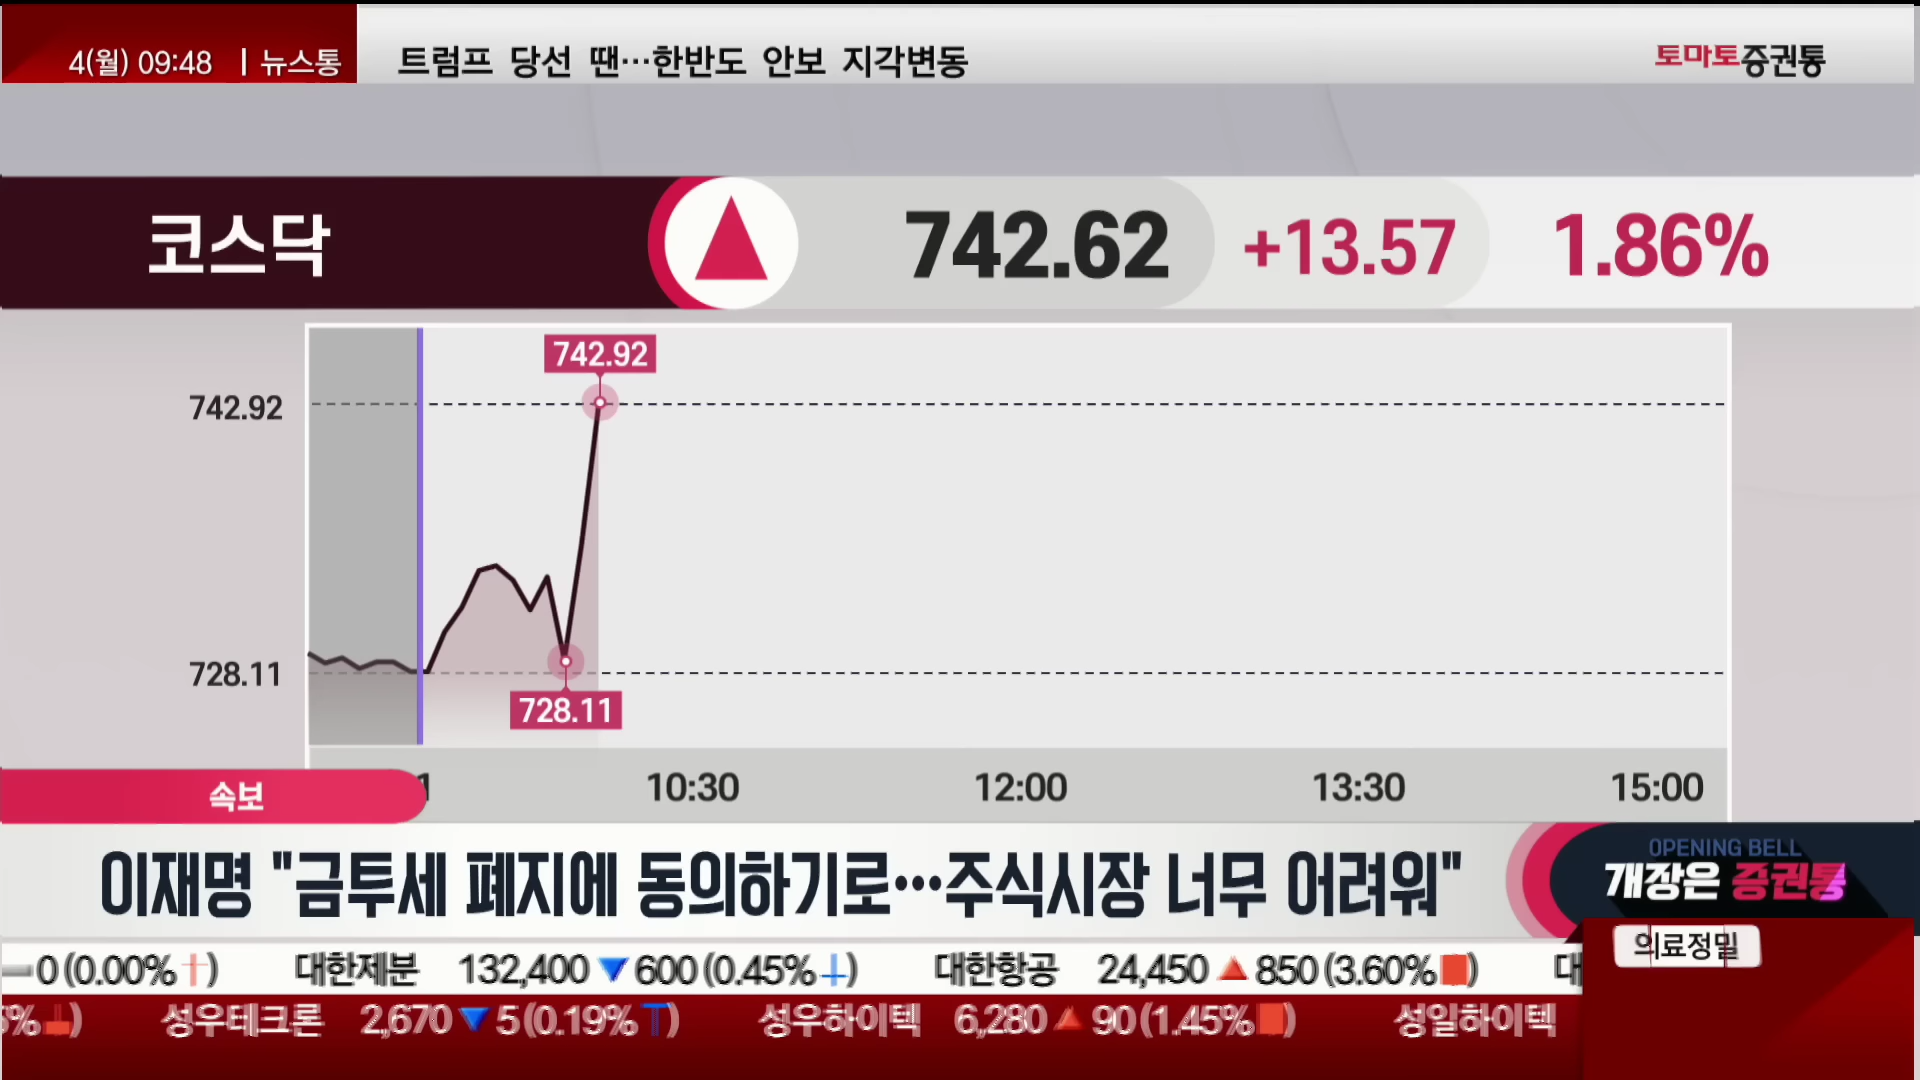 4(월) 09:48 | 뉴스통 트럼프 당선 땐…한반도 안보 지각변동 토마토증권통
코스닥 742.62 +13.57 1.86%
742.92
742.92
728.11
728.11
1 10:30 12:00 13:30 15:00
속보
이재명 "금투세 폐지에 동의하기로…주식시장 너무 어려워"
OPENING BELL
개장은 증권통
의료정밀
0 (0.00%) 대한제분 132,400 ▼ 600 (0.45%) 대한항공 24,450 ▲ 850 (3.60%) 대
5%) 성우테크론 2,670 ▼ 5 (0.19%) 성우하이텍 6,280 ▲ 90 (1.45%) 성일하이텍